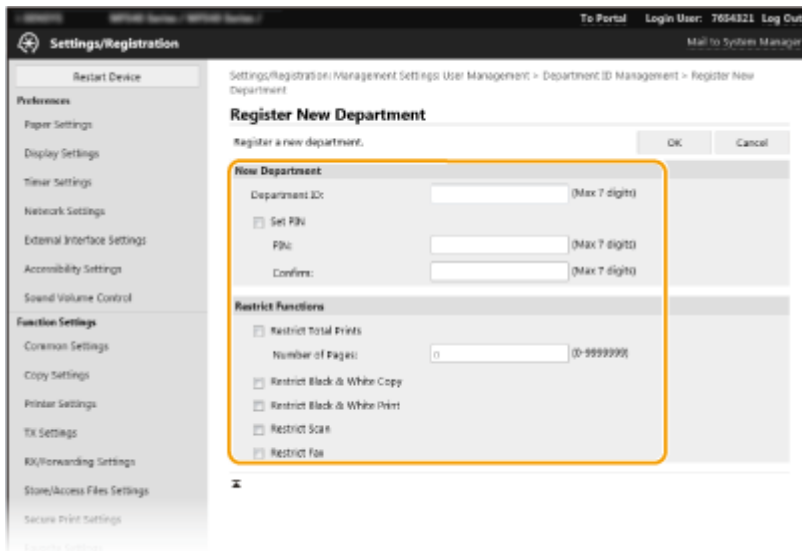 To Portal Login User: 7654321 Log Out
Settings/Registration
Mail to System Manager
Restart Device
Preferences
Paper Settings
Display Settings
Timer Settings
Network Settings
External Interface Settings
Accessibility Settings
Sound Volume Control
Function Settings
Common Settings
Copy Settings
Printer Settings
TX Settings
RX/Forwarding Settings
Store/Access Files Settings
Secure Print Settings
Settings/Registration: Management Settings: User Management > Department ID Management > Register New
Department
Register New Department
Register a new department.
OK Cancel
New Department
Department ID: (Max 7 digits)
Set PIN
PIN: (Max 7 digits)
Confirm: (Max 7 digits)
Restrict Functions
Restrict Total Prints
Number of Pages: 0 (0-9999999)
Restrict Black & White Copy
Restrict Black & White Print
Restrict Scan
Restrict Fax